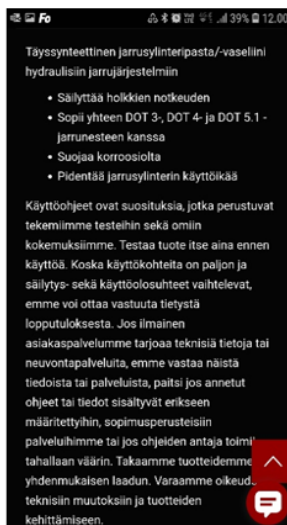 Fo 39% 12.00
Täyssynteettinen jarrusylinteripasta/-vaseliini
hydraulisiin jarrujärjestelmiin
• Säilyttää holkkien notkeuden
• Sopii yhteen DOT 3-, DOT 4- ja DOT 5.1 -
jarrunesteen kanssa
• Suojaa korroosiolta
• Pidentää jarrusylinterin käyttöikää
Käyttöohjeet ovat suosituksia, jotka perustuvat
tekemiimme testeihin sekä omiin
kokemuksiimme. Testaa tuote itse aina ennen
käyttöä. Koska käyttökohteita on paljon ja
säilytys- sekä käyttöolosuhteet vaihtelevat,
emme voi ottaa vastuuta tietystä
lopputuloksesta. Jos ilmainen
asiakaspalvelumme tarjoaa teknisiä tietoja tai
neuvontapalveluita, emme vastaa näistä
tiedoista tai palveluista, paitsi jos annetut
ohjeet tai tiedot sisältyvät erikseen
määritettyihin, sopimusperusteisiin
palveluihimme tai jos ohjeiden antaja toimi
tahallaan väärin. Takaamme tuotteidemme
yhdenmukaisen laadun. Varaamme oikeud
teknisiin muutoksiin ja tuotteiden
kehittämiseen.